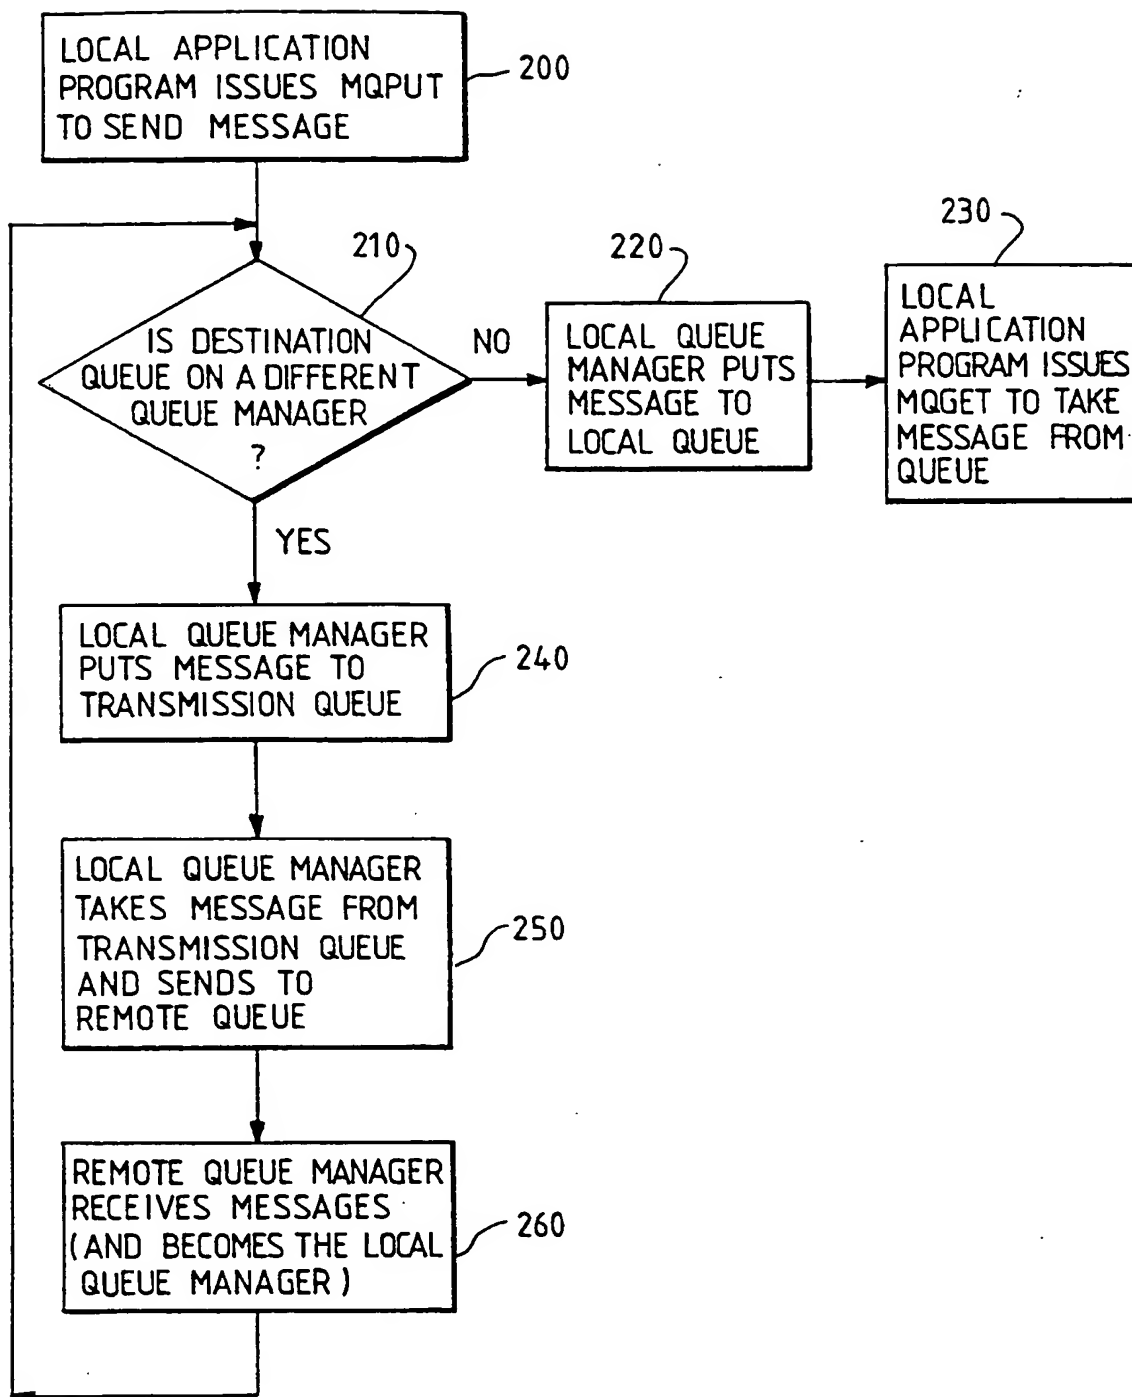 LOCAL APPLICATION
PROGRAM ISSUES MQPUT
TO SEND MESSAGE
200
210
IS DESTINATION
QUEUE ON A DIFFERENT
QUEUE MANAGER
?
NO
YES
220
LOCAL QUEUE
MANAGER PUTS
MESSAGE TO
LOCAL QUEUE
230
LOCAL
APPLICATION
PROGRAM ISSUES
MQGET TO TAKE
MESSAGE FROM
QUEUE
LOCAL QUEUE MANAGER
PUTS MESSAGE TO
TRANSMISSION QUEUE
240
LOCAL QUEUE MANAGER
TAKES MESSAGE FROM
TRANSMISSION QUEUE
AND SENDS TO
REMOTE QUEUE
250
REMOTE QUEUE MANAGER
RECEIVES MESSAGES
(AND BECOMES THE LOCAL
QUEUE MANAGER)
260